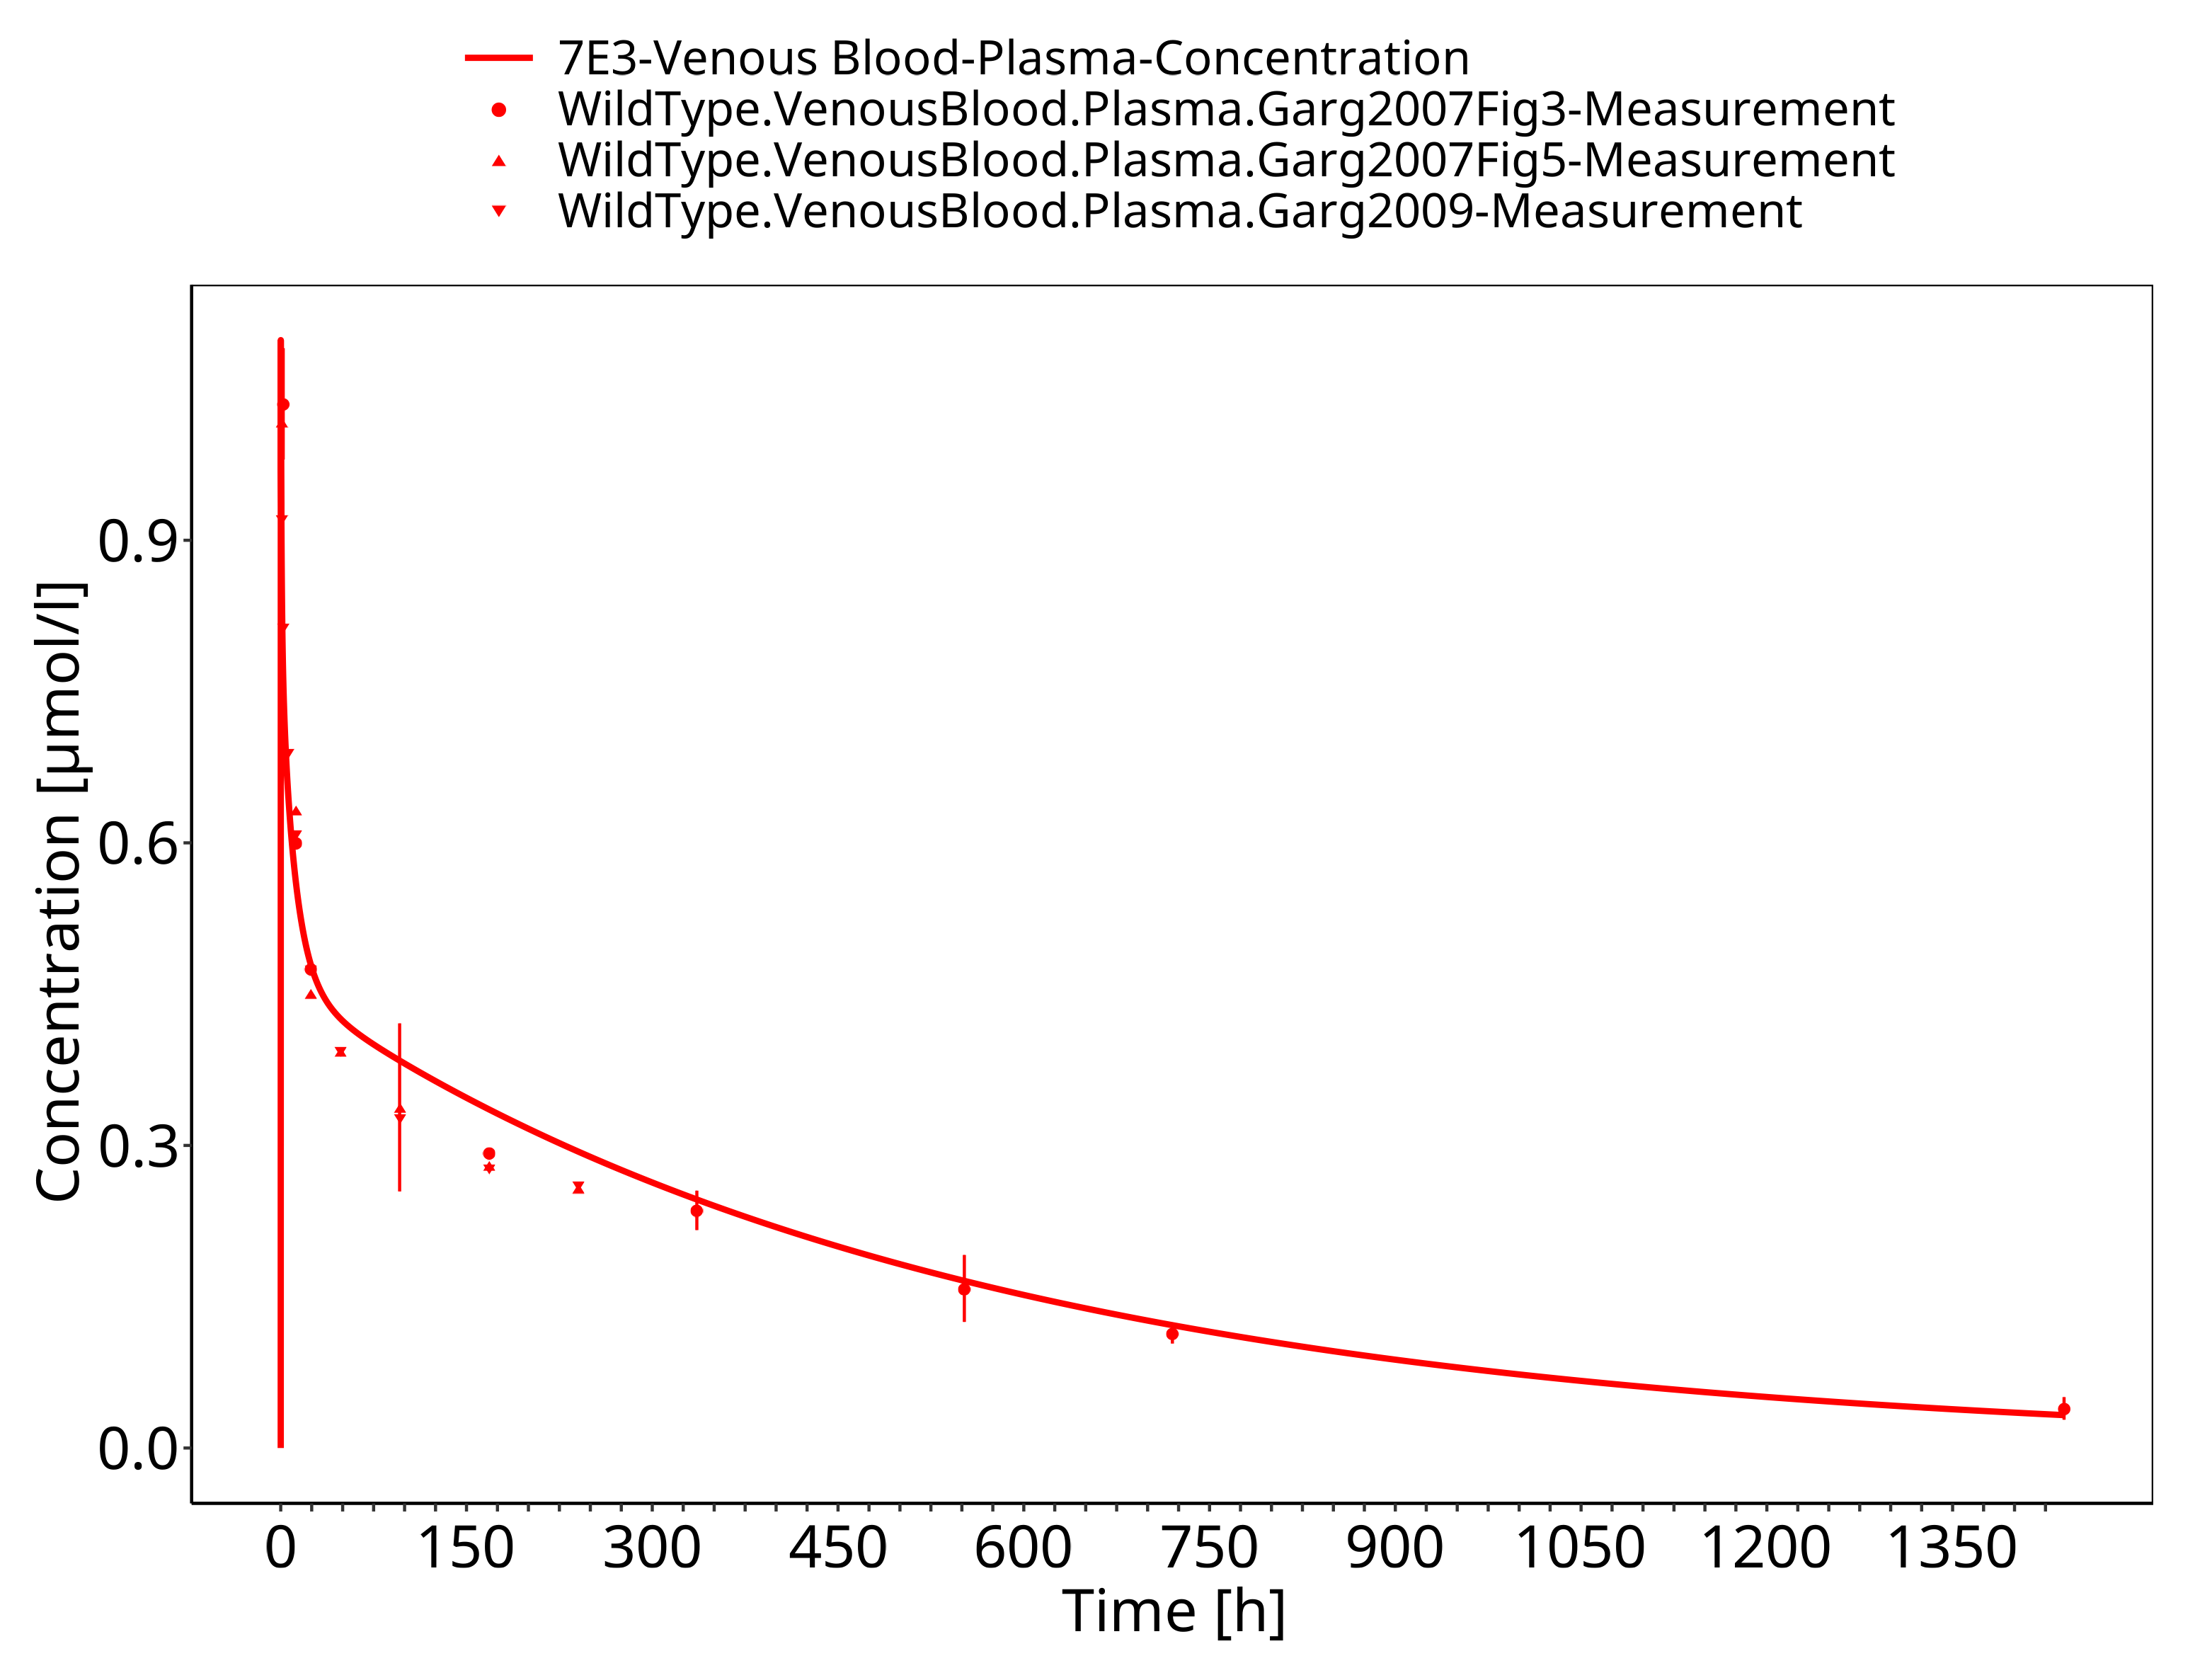 7E3-Venous Blood-Plasma-Concentration
WildType.VenousBlood.Plasma.Garg2007Fig3-Measurement
WildType.VenousBlood.Plasma.Garg2007Fig5-Measurement
WildType.VenousBlood.Plasma.Garg2009-Measurement
Concentration [µmol/l]
0.9
0.6
0.3
0.0
0 150 300 450 600 750 900 1050 1200 1350
Time [h]